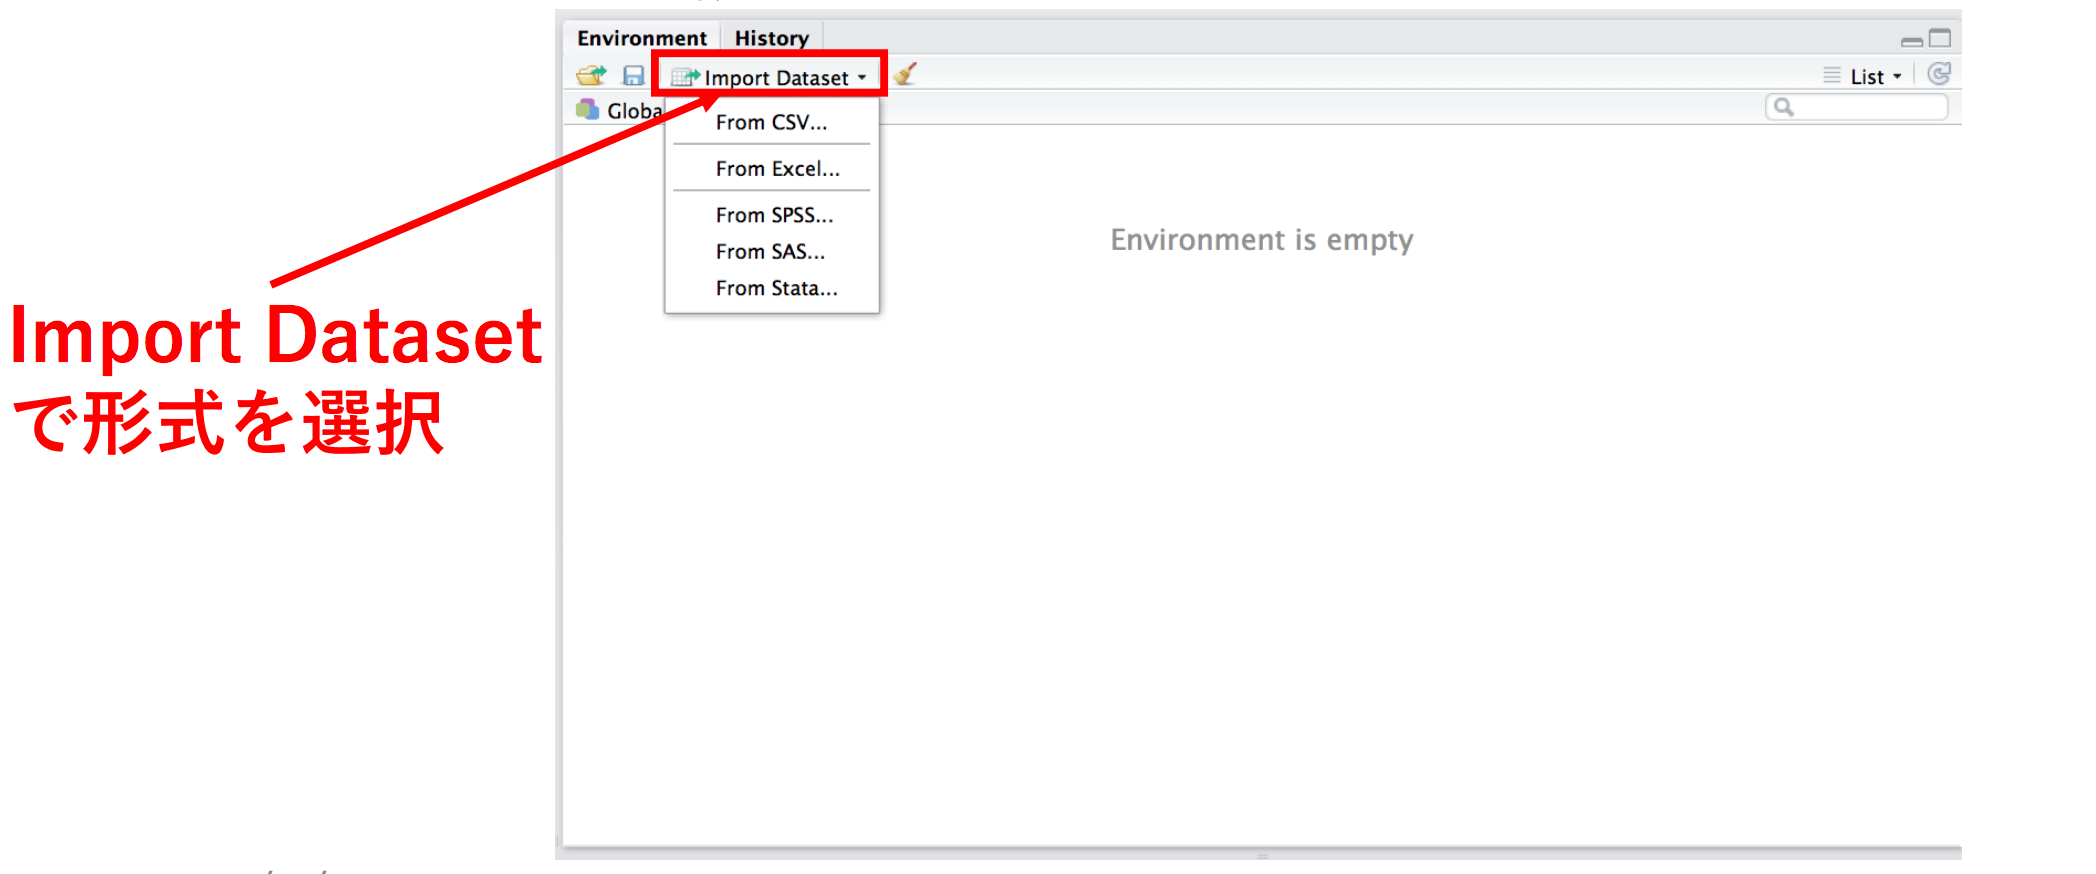 Environment History
Import Dataset
List
Globa
From CSV...
From Excel...
From SPSS...
From SAS...
From Stata...
Environment is empty
Import Dataset
で形式を選択